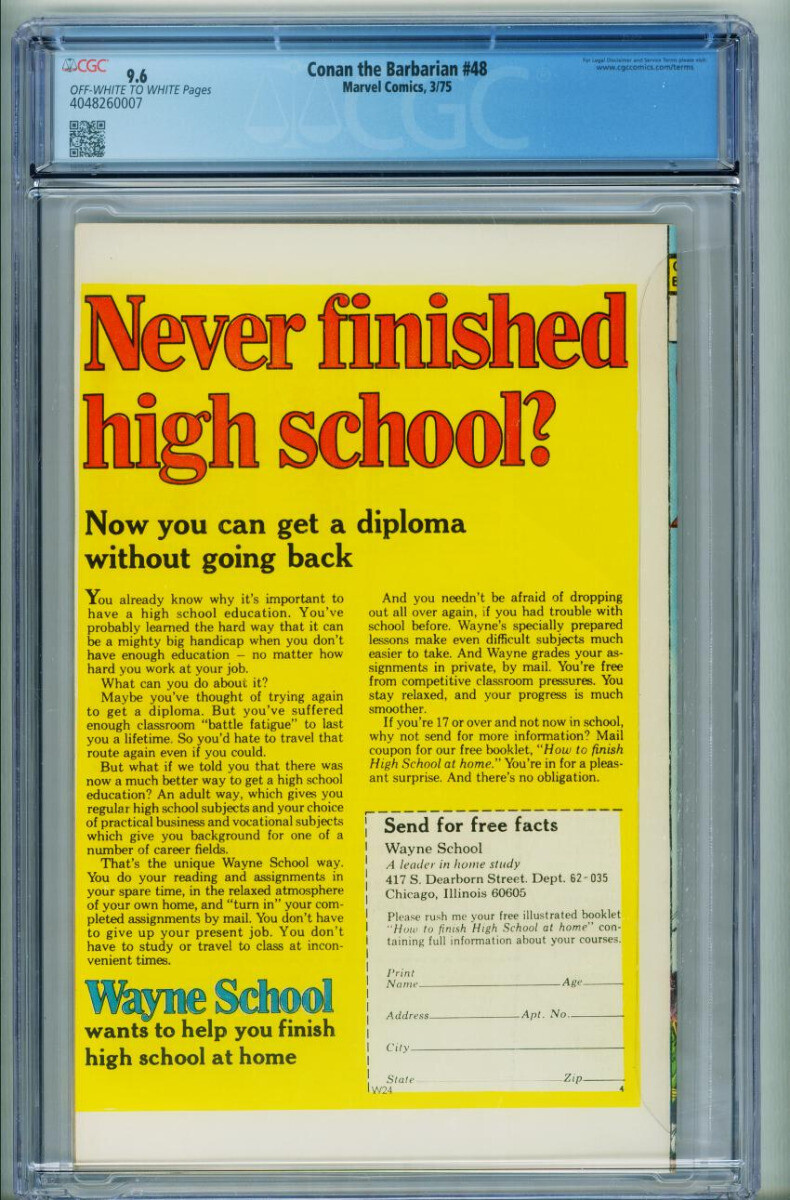 CGC
9.6
OFF-WHITE TO WHITE Pages
4048260007
Conan the Barbarian #48
Marvel Comics, 3/75
For Legal Disclaimer and Service Terms please visit:
www.cgccomics.com/terms
CGC
Never finished
high school?
Now you can get a diploma
without going back
You already know why it's important to
have a high school education. You've
probably learned the hard way that it can
be a mighty big handicap when you don't
have enough education — no matter how
hard you work at your job.
What can you do about it?
Maybe you've thought of trying again
to get a diploma. But you've suffered
enough classroom "battle fatigue" to last
you a lifetime. So you'd hate to travel that
route again even if you could.
But what if we told you that there was
now a much better way to get a high school
education? An adult way, which gives you
regular high school subjects and your choice
of practical business and vocational subjects
which give you background for one of a
number of career fields.
That's the unique Wayne School way.
You do your reading and assignments in
your spare time, in the relaxed atmosphere
of your own home, and "turn in" your com-
pleted assignments by mail. You don't have
to give up your present job. You don't
have to study or travel to class at incon-
venient times.
Wayne School
wants to help you finish
high school at home
And you needn't be afraid of dropping
out all over again, if you had trouble with
school before. Wayne's specially prepared
lessons make even difficult subjects much
easier to take. And Wayne grades your as-
signments in private, by mail. You're free
from competitive classroom pressures. You
stay relaxed, and your progress is much
smoother.
If you're 17 or over and not now in school,
why not send for more information? Mail
coupon for our free booklet, "How to finish
High School at home." You're in for a pleas-
ant surprise. And there's no obligation.
Send for free facts
Wayne School
A leader in home study
417 S. Dearborn Street. Dept. 62-035
Chicago, Illinois 60605
Please rush me your free illustrated booklet
"How to finish High School at home" con-
taining full information about your courses.
Print
Name Age
Address Apt. No.
City
State Zip
W24 4